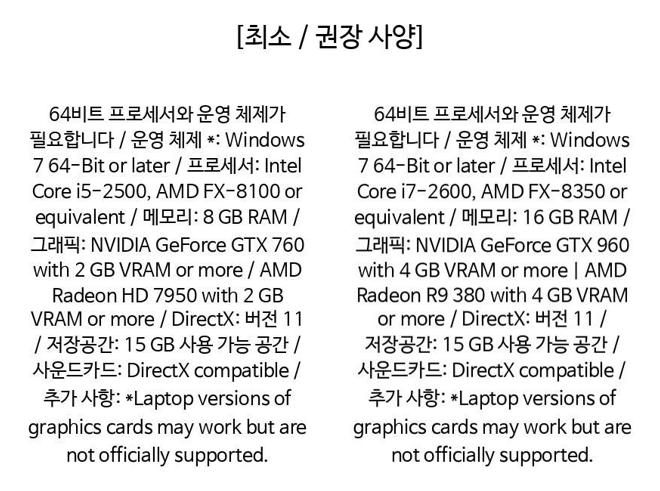 [최소 / 권장 사양]
64비트 프로세서와 운영 체제가
필요합니다 / 운영 체제 *: Windows
7 64-Bit or later / 프로세서: Intel
Core i5-2500, AMD FX-8100 or
equivalent / 메모리: 8 GB RAM /
그래픽: NVIDIA GeForce GTX 760
with 2 GB VRAM or more / AMD
Radeon HD 7950 with 2 GB
VRAM or more / DirectX: 버전 11
/ 저장공간: 15 GB 사용 가능 공간 /
사운드카드: DirectX compatible /
추가 사항: *Laptop versions of
graphics cards may work but are
not officially supported.
64비트 프로세서와 운영 체제가
필요합니다 / 운영 체제 *: Windows
7 64-Bit or later / 프로세서: Intel
Core i7-2600, AMD FX-8350 or
equivalent / 메모리: 16 GB RAM /
그래픽: NVIDIA GeForce GTX 960
with 4 GB VRAM or more | AMD
Radeon R9 380 with 4 GB VRAM
or more / DirectX: 버전 11 /
저장공간: 15 GB 사용 가능 공간 /
사운드카드: DirectX compatible /
추가 사항: *Laptop versions of
graphics cards may work but are
not officially supported.